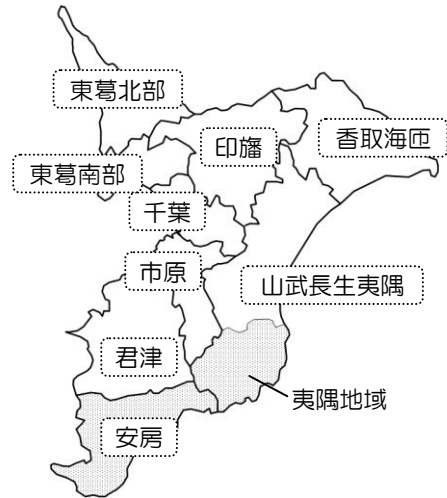 東葛北部
印旛
香取海匝
東葛南部
千葉
市原
山武長生夷隅
君津
夷隅地域
安房